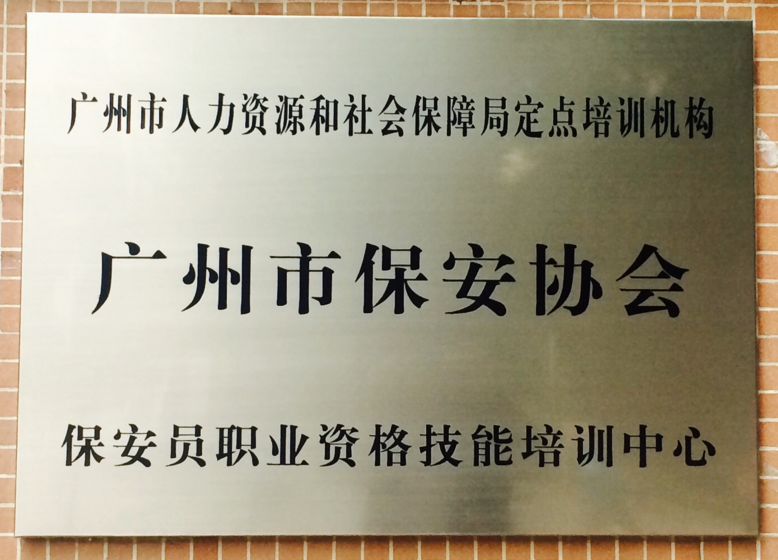 广州市人力资源和社会保障局定点培训机构
广州市保安协会
保安员职业资格技能培训中心